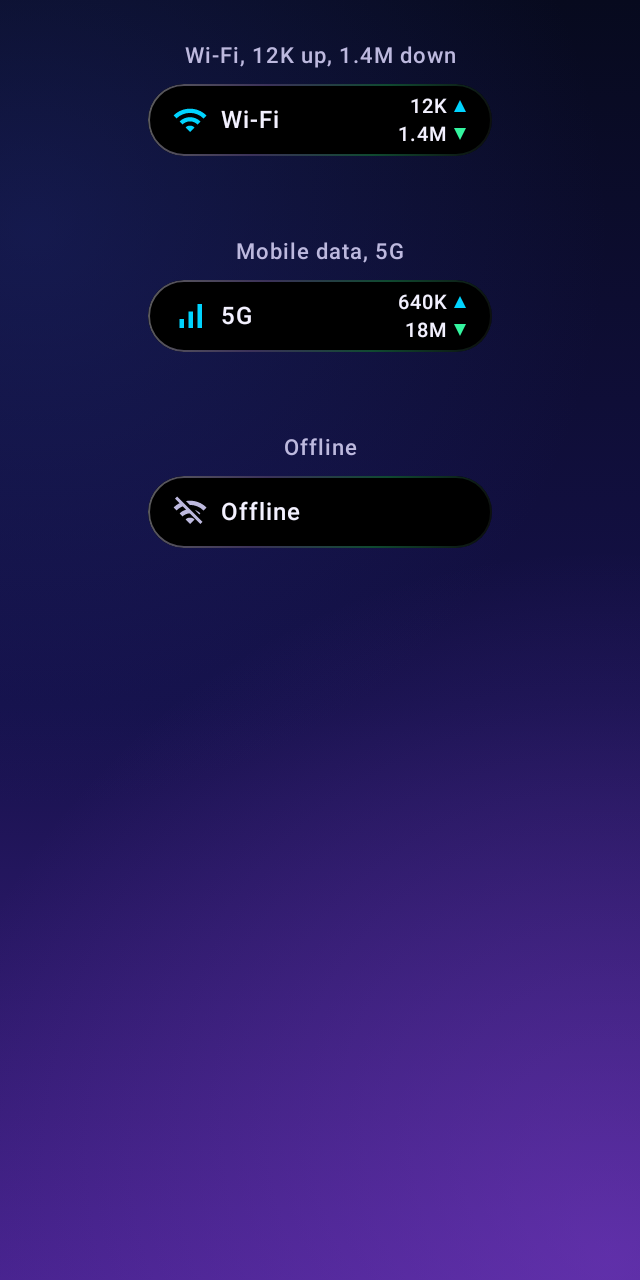 Wi-Fi, 12K up, 1.4M down
Wi-Fi
12K
1.4M
Mobile data, 5G
5G
640K
18M
Offline
Offline